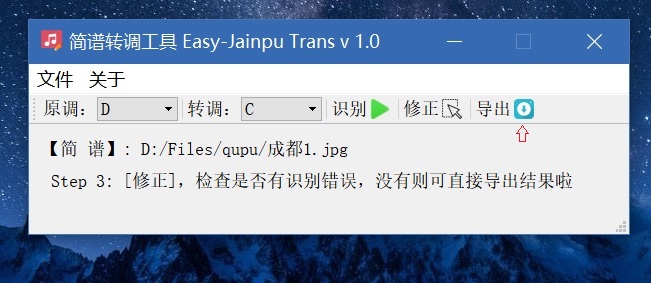 简谱转调工具 Easy-Jainpu Trans v 1.0
文件 关于
原调: D 转调: C 识别 修正 导出
【简 谱】: D:/Files/qupu/成都1.jpg
Step 3: [修正]，检查是否有识别错误，没有则可直接导出结果啦